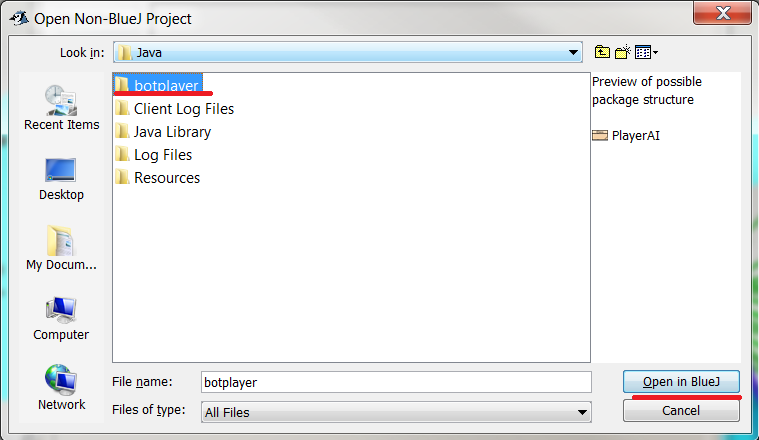 Open Non-BlueJ Project
Look in:
Java
Recent Items
Desktop
My Docum...
Computer
Network
botplayer
Client Log Files
Java Library
Log Files
Resources
Preview of possible
package structure
PlayerAI
File name:
botplayer
Open in BlueJ
Files of type:
All Files
Cancel